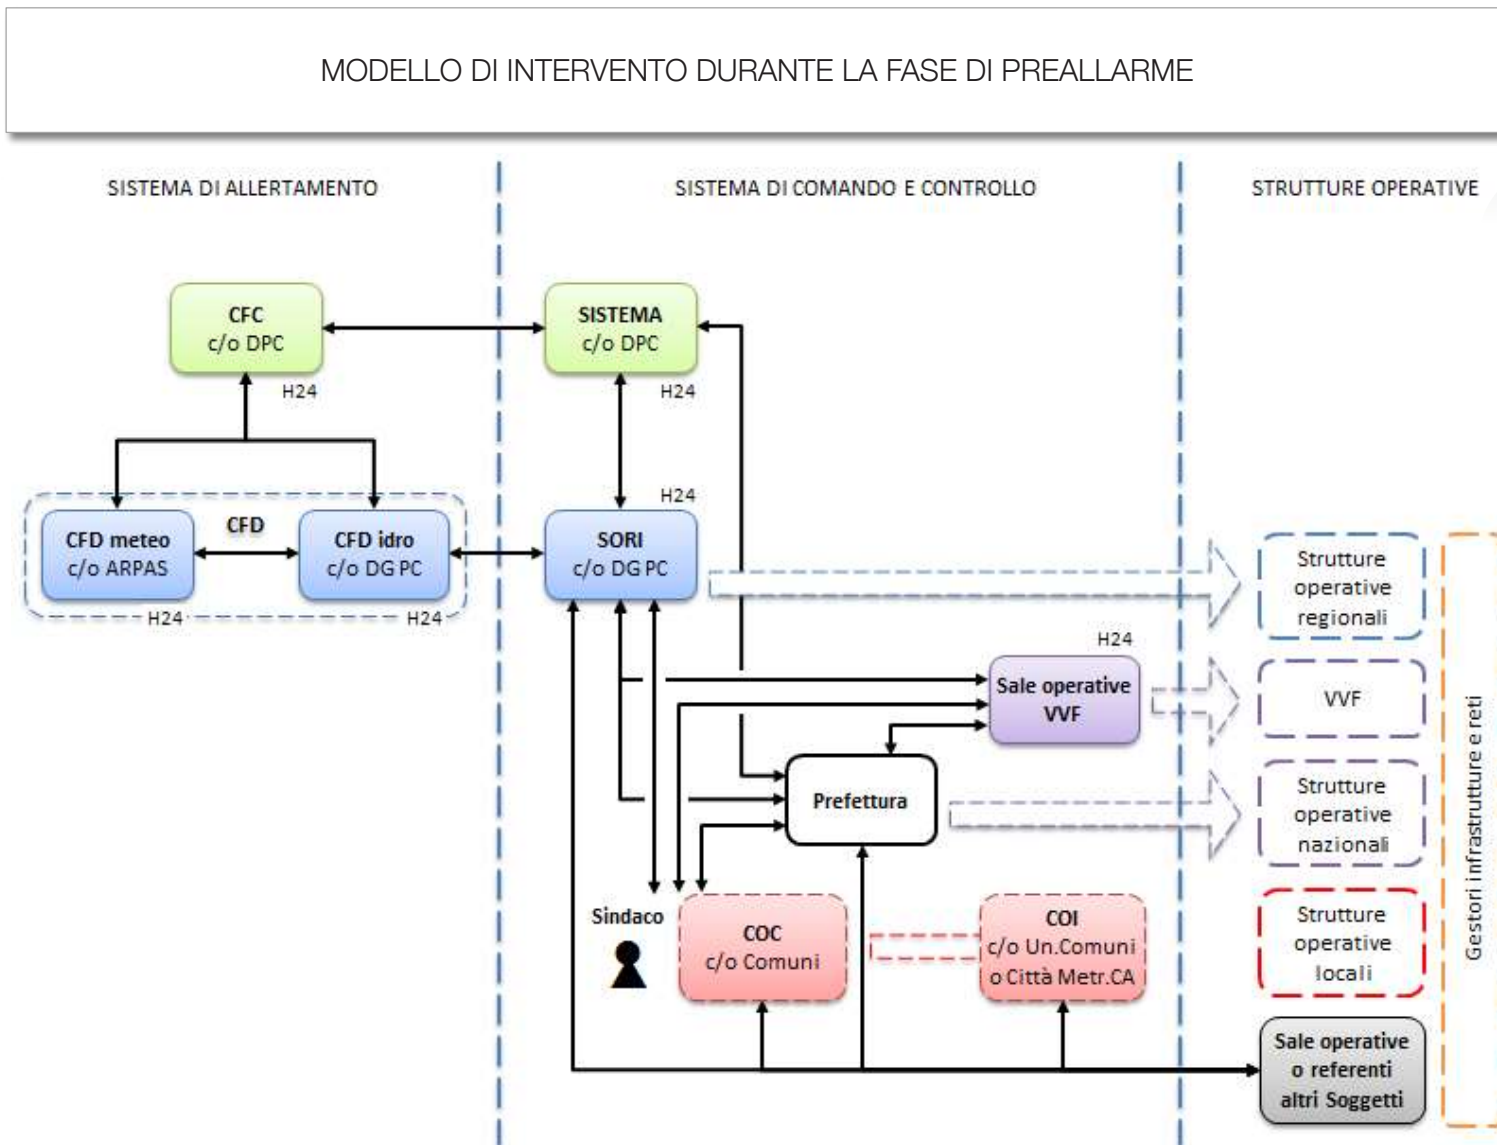 MODELLO DI INTERVENTO DURANTE LA FASE DI PREALLARME
SISTEMA DI ALLERTAMENTO
SISTEMA DI COMANDO E CONTROLLO
STRUTTURE OPERATIVE
CFC
c/o DPC
H24
SISTEMA
c/o DPC
H24
CFD meteo
c/o ARPAS
H24
CFD
CFD idro
c/o DG PC
H24
H24
SORI
c/o DG PC
Strutture
operative
regionali
H24
Sale operative
VVF
VVF
Prefettura
Strutture
operative
nazionali
Sindaco
COC
c/o Comuni
COI
c/o Un.Comuni
o Città Metr.CA
Strutture
operative
locali
Sale operative
o referenti
altri Soggetti
Gestori infrastrutture e reti